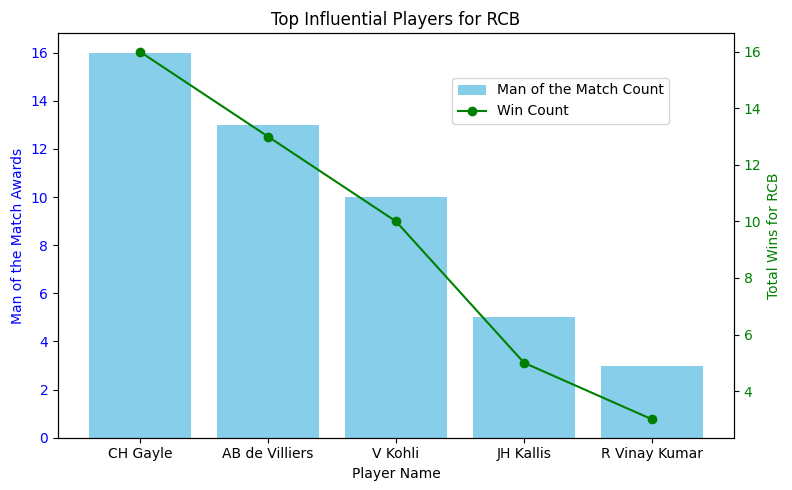 Top Influential Players for RCB
Man of the Match Count
Win Count
Man of the Match Awards
16
14
12
10
8
6
4
2
0
16
14
12
10
8
6
4
Total Wins for RCB
CH Gayle
AB de Villiers
V Kohli
JH Kallis
R Vinay Kumar
Player Name